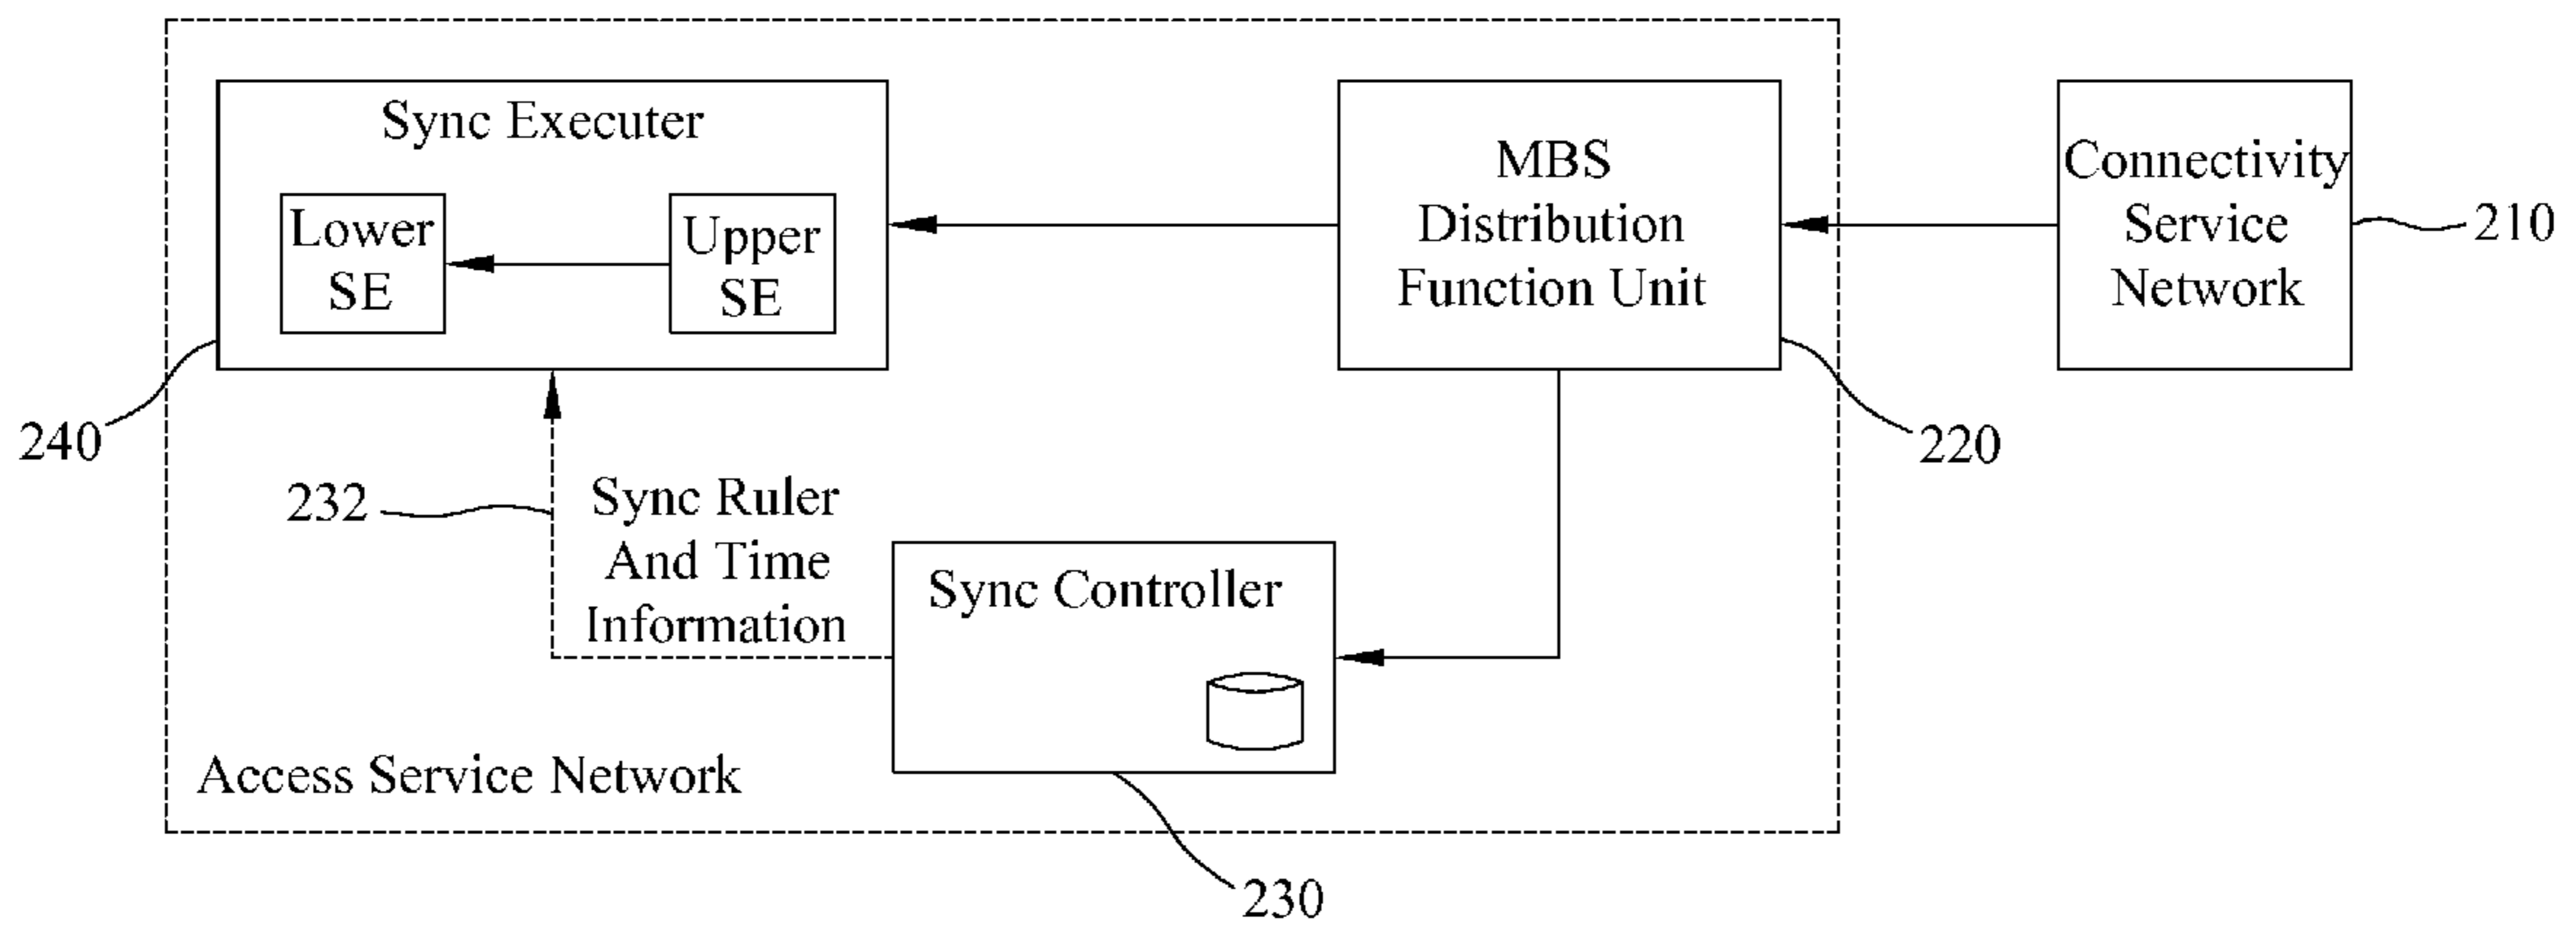 Sync Executer
Lower
SE
Upper
SE
MBS
Distribution
Function Unit
Connectivity
Service
Network
210
240
220
232
Sync Ruler
And Time
Information
Sync Controller
Access Service Network
230